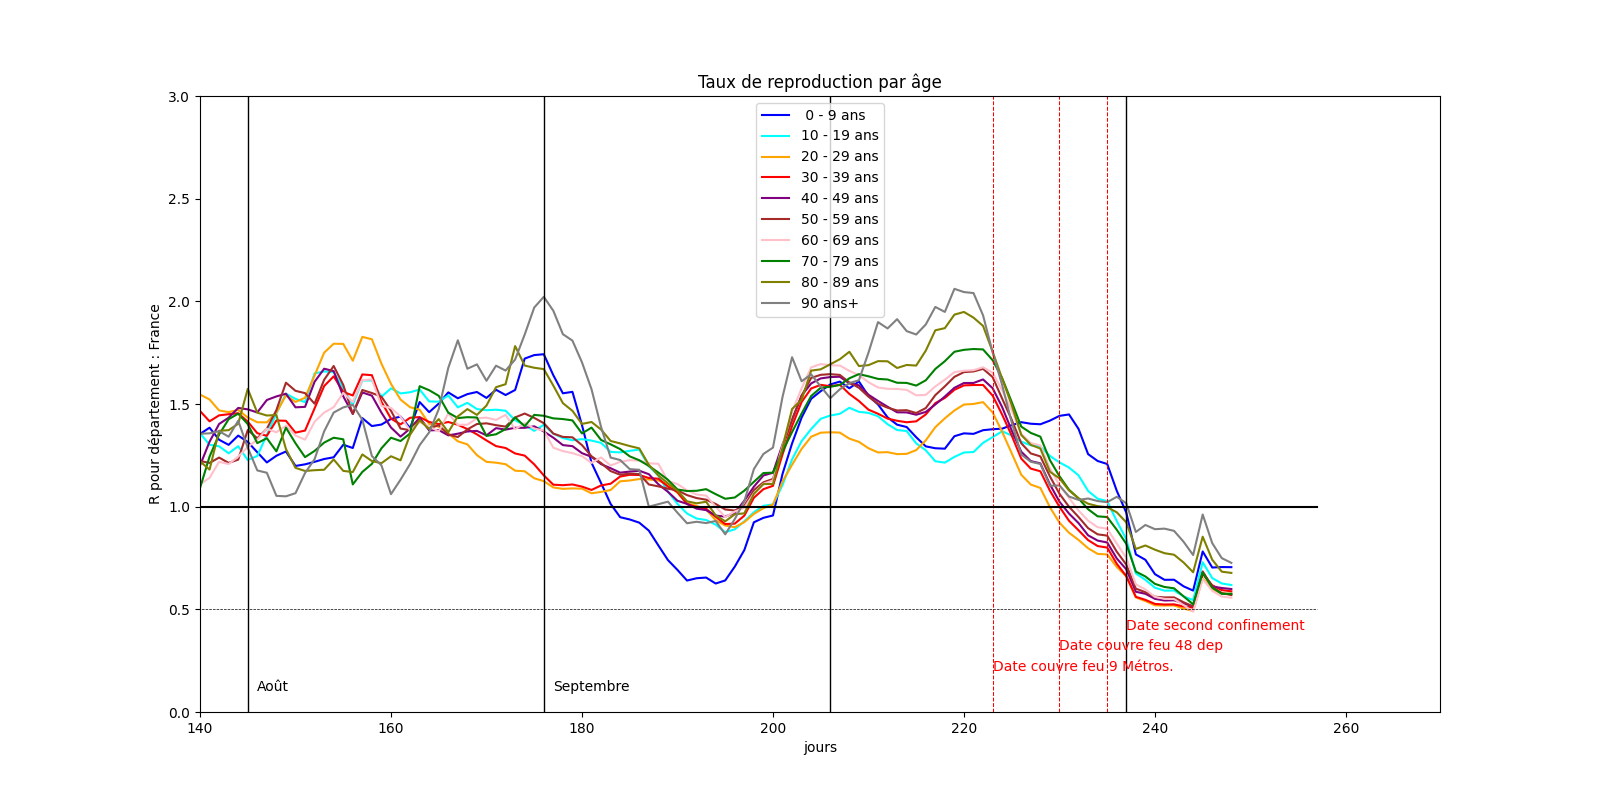 Taux de reproduction par âge
R pour département : France
3.0
2.5
2.0
1.5
1.0
0.5
0.0
0 - 9 ans
10 - 19 ans
20 - 29 ans
30 - 39 ans
40 - 49 ans
50 - 59 ans
60 - 69 ans
70 - 79 ans
80 - 89 ans
90 ans+
Date second confinement
Date couvre feu 48 dep
Date couvre feu 9 Métros.
Août
Septembre
140
160
180
200
220
240
260
jours